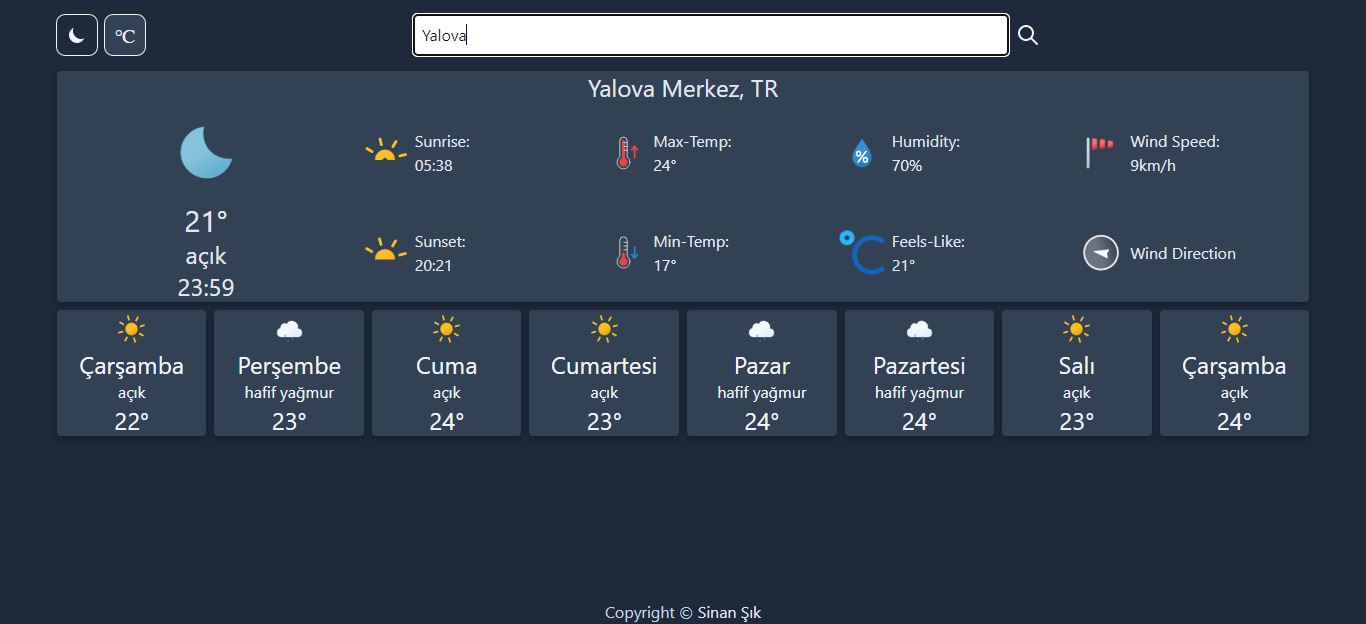 ℃
Yalova
Yalova Merkez, TR
21°
açık
23:59
Sunrise:
05:38
Max-Temp:
24°
%
Humidity:
70%
Wind Speed:
9km/h
Sunset:
20:21
Min-Temp:
17°
Feels-Like:
21°
Wind Direction
Çarşamba
açık
22°
Perşembe
hafif yağmur
23°
Cuma
açık
24°
Cumartesi
açık
23°
Pazar
hafif yağmur
24°
Pazartesi
hafif yağmur
24°
Salı
açık
23°
Çarşamba
açık
24°
Copyright © Sinan Şık